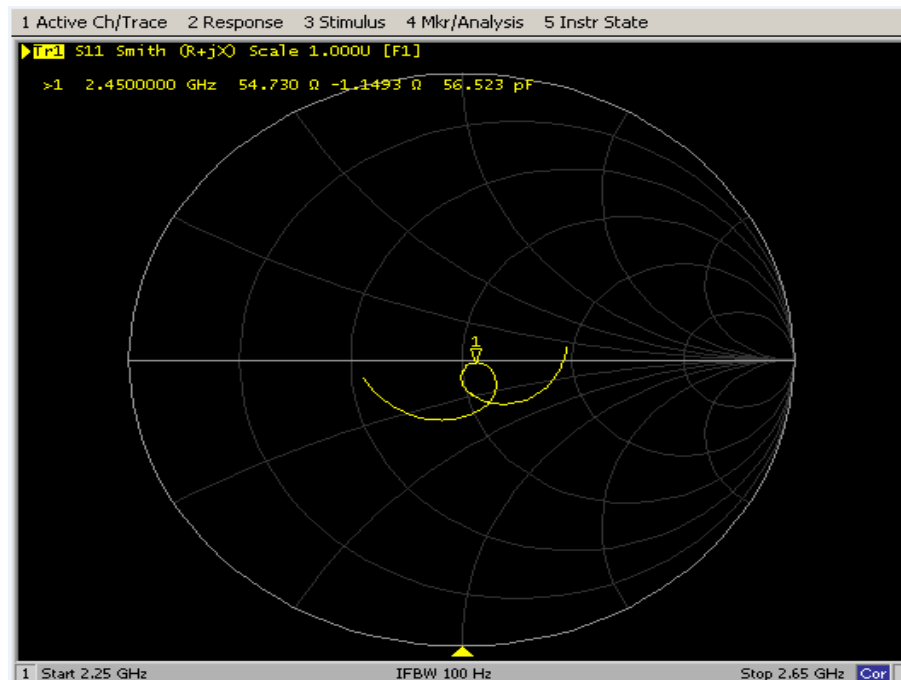 1 Active Ch/Trace 2 Response 3 Stimulus 4 Mkr/Analysis 5 Instr State
Tr1 S11 Smith (R+jX) Scale 1.000U [F1]
>1 2.4500000 GHz 54.730 Ω -1.1493 Ω 56.523 pF
1
1 Start 2.25 GHz IFBW 100 Hz Stop 2.65 GHz Cor